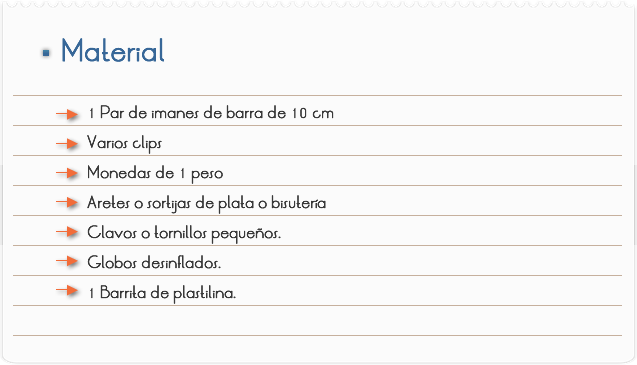 Material
1 Par de imanes de barra de 10 cm
Varios clips
Monedas de 1 peso
Aretes o sortijas de plata o bisutería
Clavos o tornillos pequeños.
Globos desinflados.
1 Barrita de plastilina.